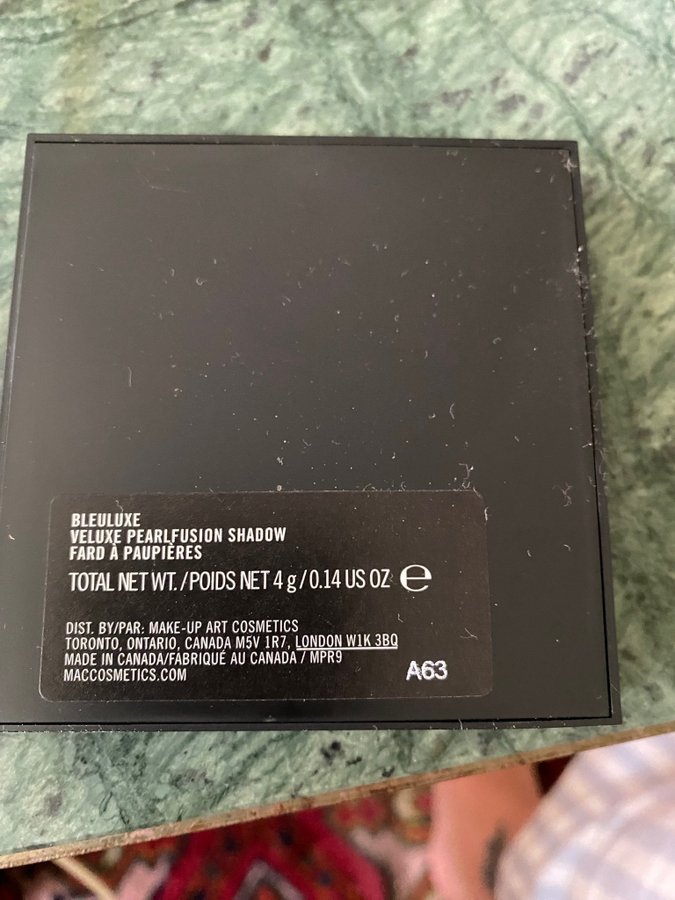 BLEULUXE
VELUXE PEARLFUSION SHADOW
FARD À PAUPIÈRES
TOTAL NET WT. /POIDS NET 4 g/0.14 US OZ ℮
DIST. BY/PAR: MAKE-UP ART COSMETICS
TORONTO, ONTARIO, CANADA M5V 1R7, LONDON W1K 3BQ
MADE IN CANADA/FABRIQUÉ AU CANADA / MPR9
MACCOSMETICS.COM
A63